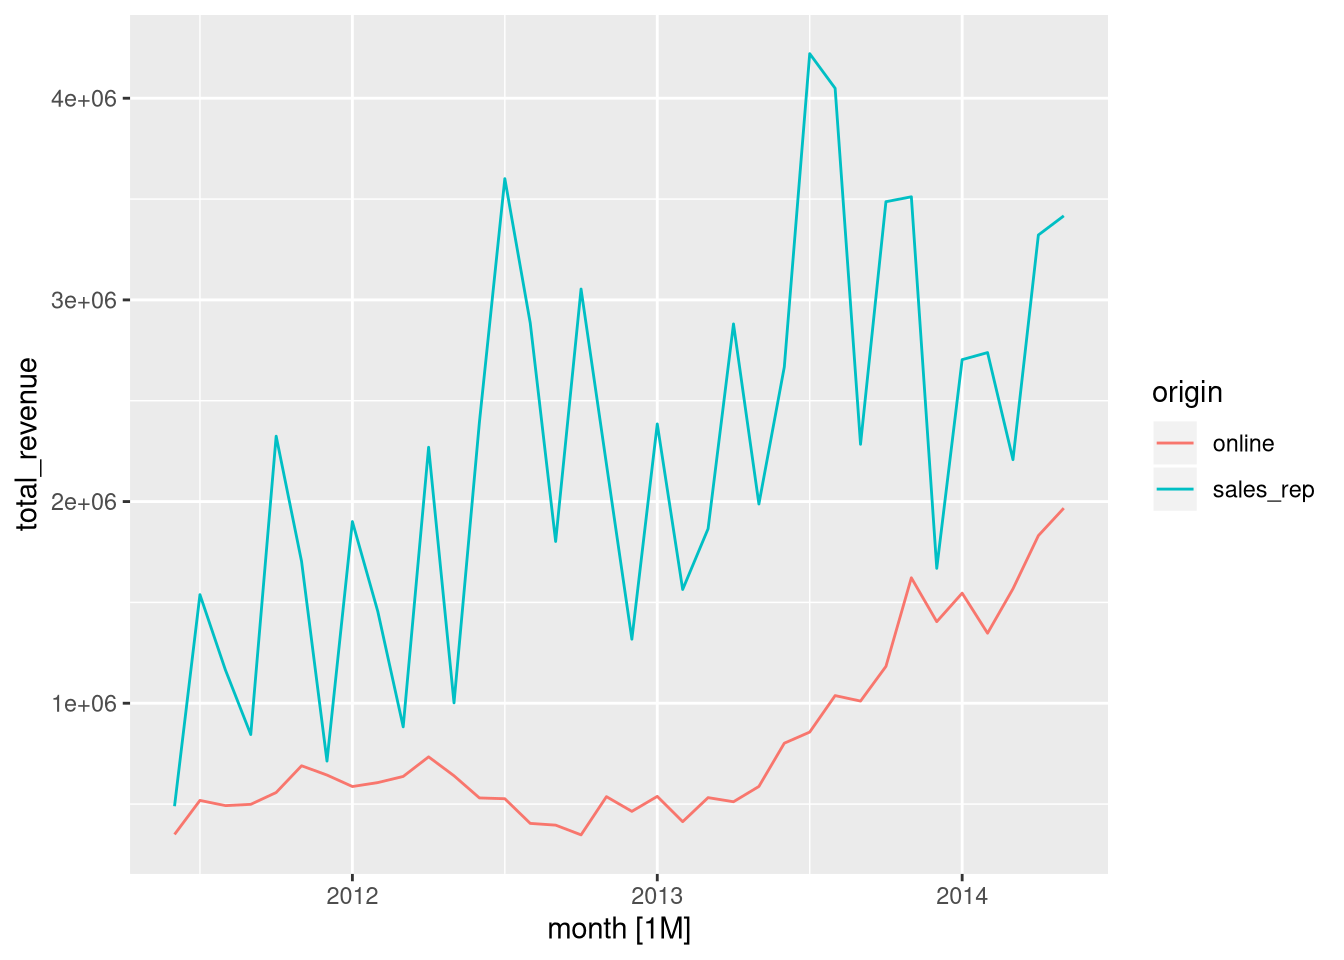 total_revenue
4e+06
3e+06
2e+06
1e+06
2012
2013
2014
month [1M]
origin
online
sales_rep